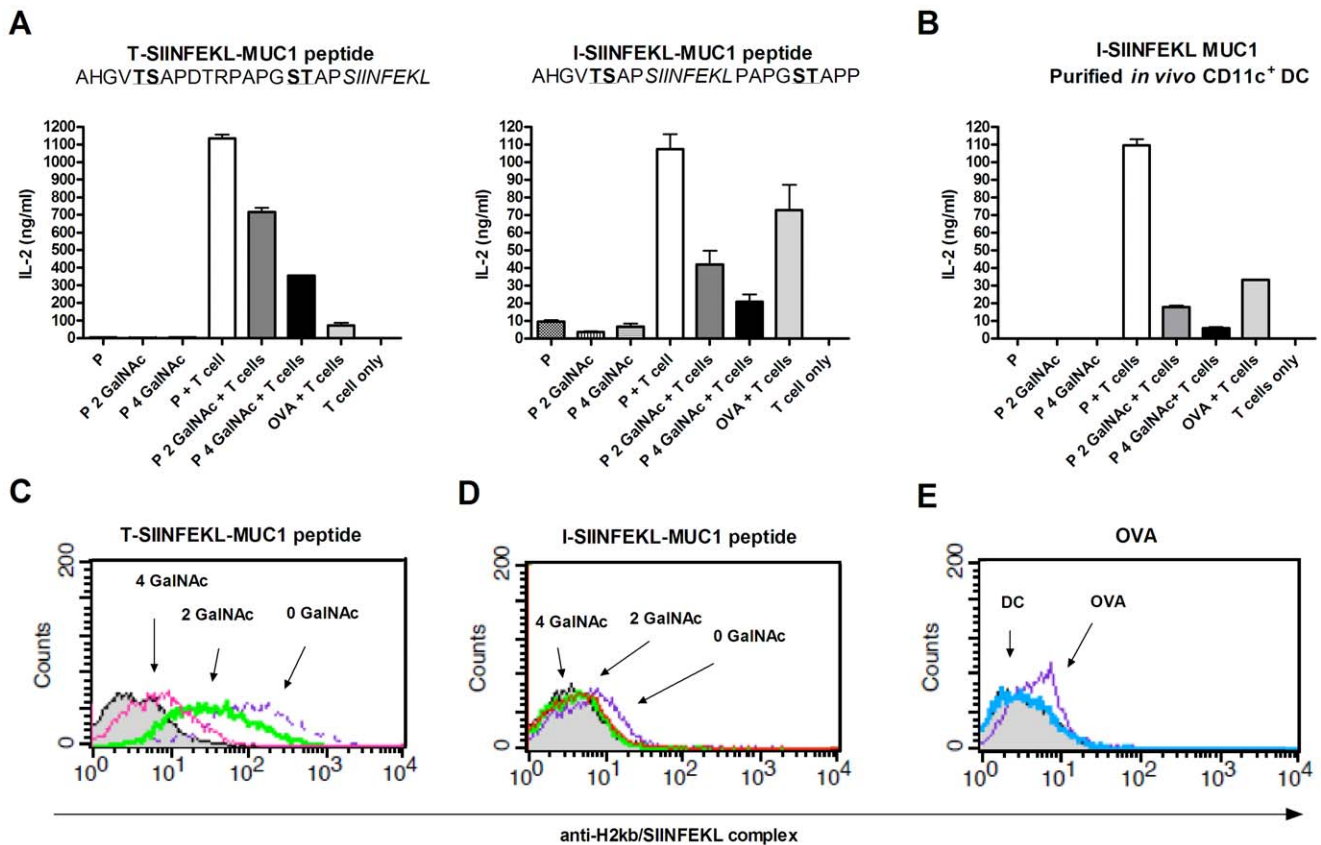 A
T-SIINFEKL-MUC1 peptide
AHGVTSAPDTRPAPGSTAPSIINFEKL
IL-2 (ng/ml)
1200
1100
1000
900
800
700
600
500
400
300
200
100
0
P
P 2 GalNAc
P 4 GalNAc
P + T cell
P 2 GalNAc + T cells
P 4 GalNAc + T cells
OVA + T cells
T cell only
I-SIINFEKL-MUC1 peptide
AHGVTSAPSIINFEKLPAPGSTAPP
IL-2 (ng/ml)
120
110
100
90
80
70
60
50
40
30
20
10
0
P
P 2 GalNAc
P 4 GalNAc
P + T cell
P 2 GalNAc + T cells
P 4 GalNAc + T cells
OVA + T cells
T cell only
B
I-SIINFEKL MUC1
Purified in vivo CD11c+ DC
IL-2 (ng/ml)
120
110
100
90
80
70
60
50
40
30
20
10
0
P
P 2 GalNAc
P 4 GalNAc
P + T cells
P 2 GalNAc + T cells
P 4 GalNAc+ T cells
OVA + T cells
T cells only
C
T-SIINFEKL-MUC1 peptide
Counts
200
0
4 GalNAc
2 GalNAc
0 GalNAc
10^0 10^1 10^2 10^3 10^4
D
I-SIINFEKL-MUC1 peptide
Counts
200
0
4 GalNAc
2 GalNAc
0 GalNAc
10^0 10^1 10^2 10^3 10^4
E
OVA
Counts
200
0
DC
OVA
10^0 10^1 10^2 10^3 10^4
anti-H2kb/SIINFEKL complex